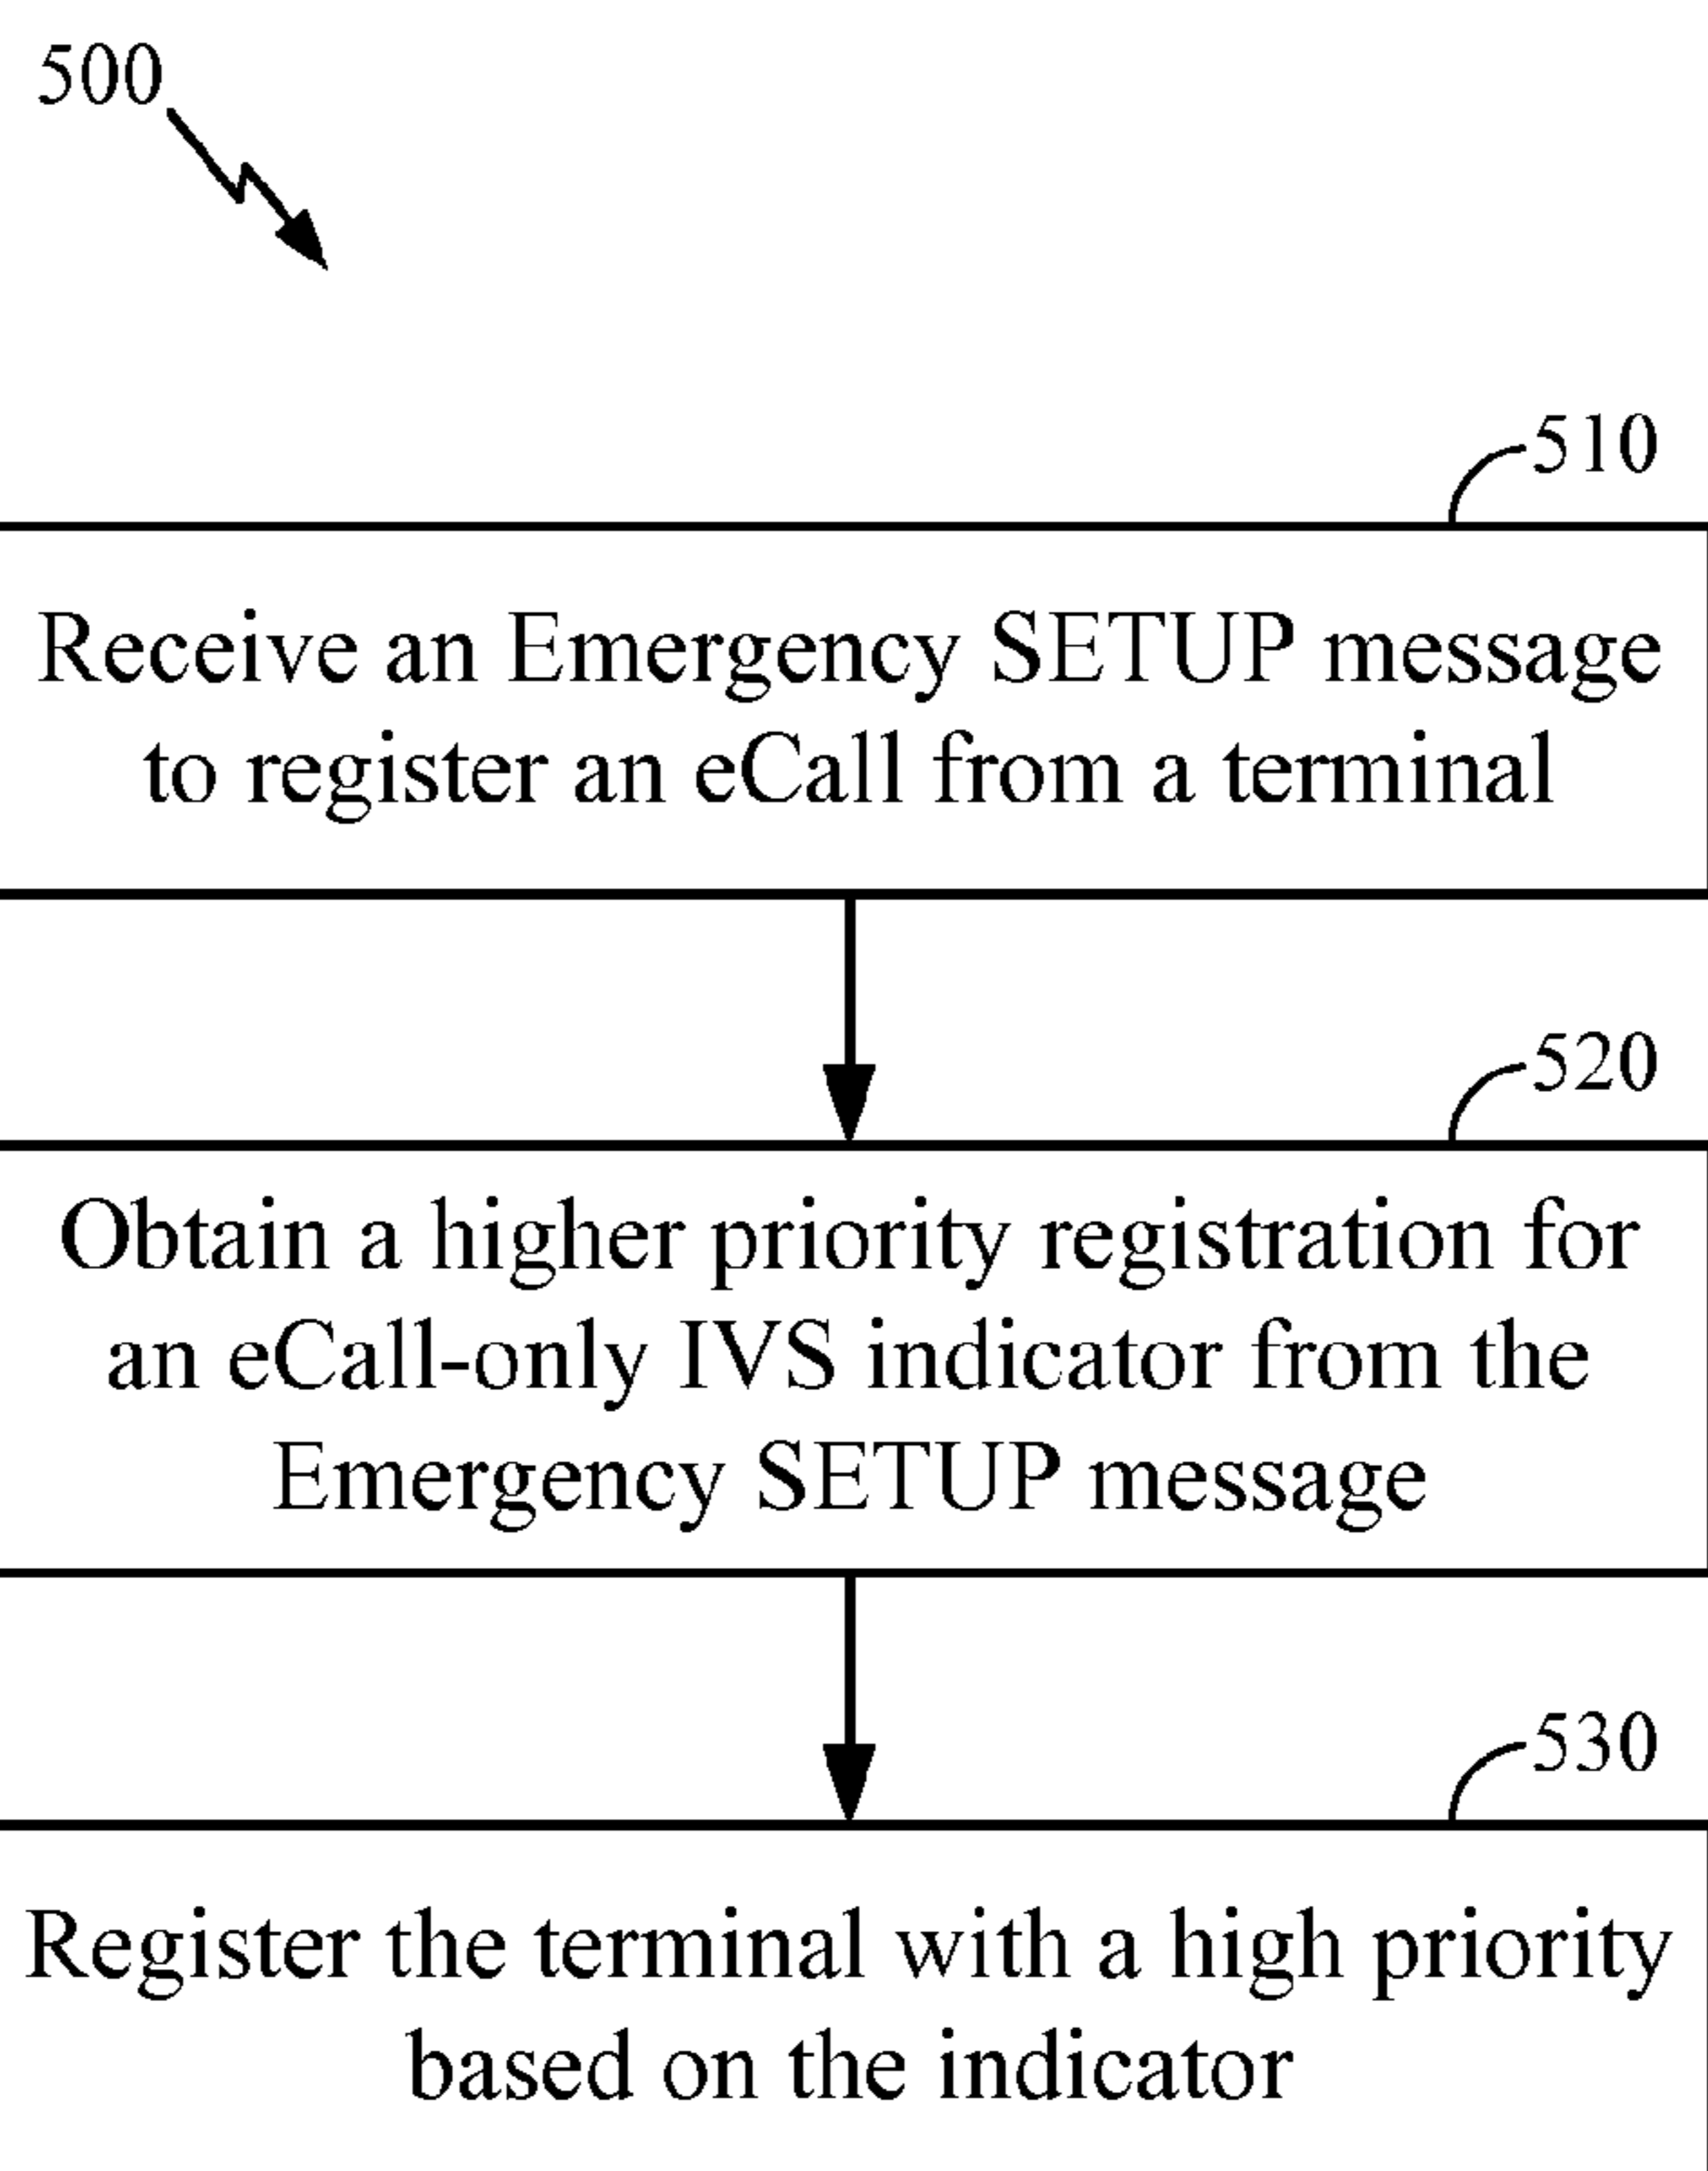 500
510
Receive an Emergency SETUP message
to register an eCall from a terminal
520
Obtain a higher priority registration for
an eCall-only IVS indicator from the
Emergency SETUP message
530
Register the terminal with a high priority
based on the indicator